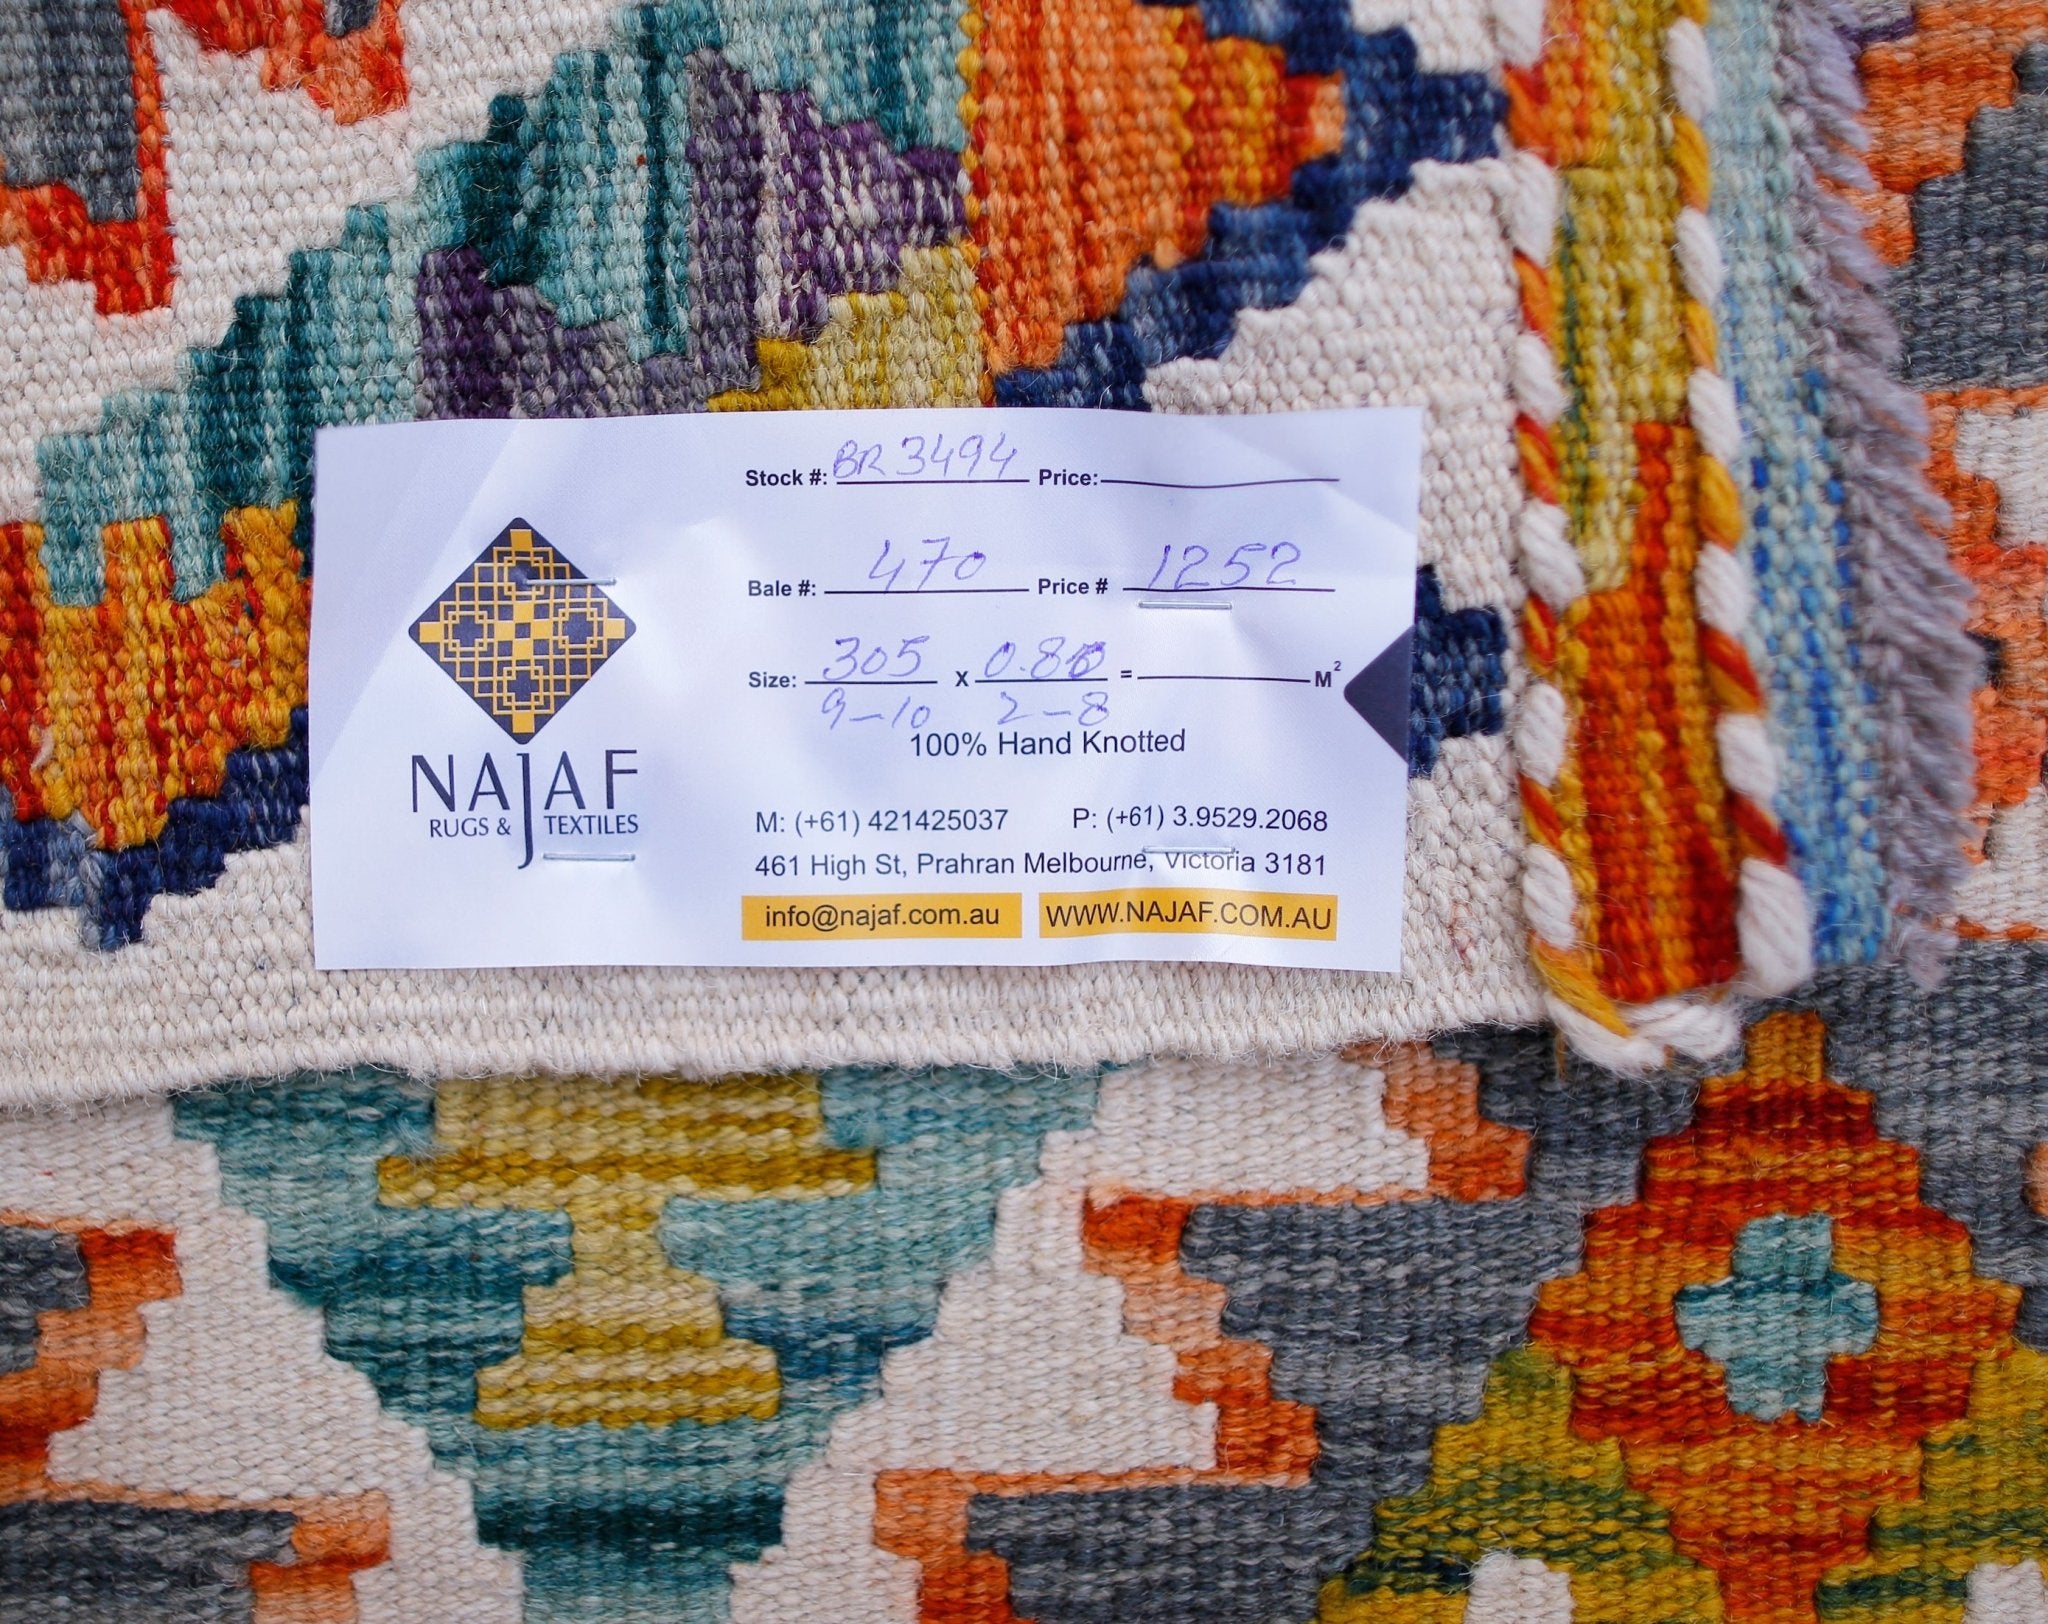 Stock #: BR 3494 Price:
Bale #: 470 Price # 1252
Size: 305 X 0.80 = M²
9-10 2-8
100% Hand Knotted
NAJAF
RUGS & TEXTILES
M: (+61) 421425037 P: (+61) 3.9529.2068
461 High St, Prahran Melbourne, Victoria 3181
info@najaf.com.au WWW.NAJAF.COM.AU